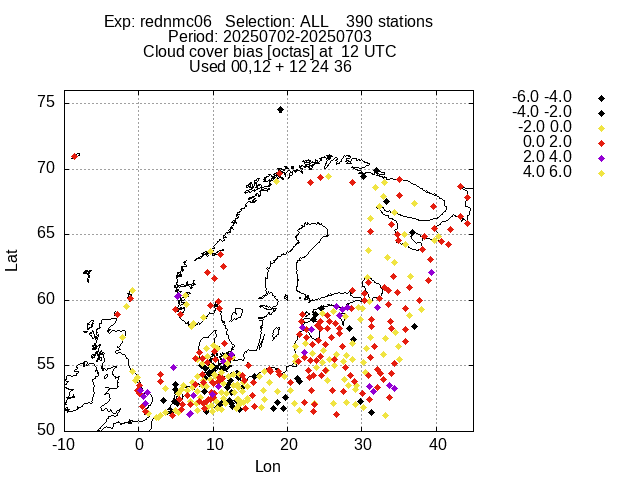 Exp: rednmc06   Selection: ALL    390 stations
Period: 20250702-20250703
Cloud cover bias [octas] at  12 UTC
Used 00,12 + 12 24 36
-6.0 -4.0
-4.0 -2.0
-2.0 0.0
0.0 2.0
2.0 4.0
4.0 6.0
75
70
65
60
55
50
Lat
-10 0 10 20 30 40
Lon